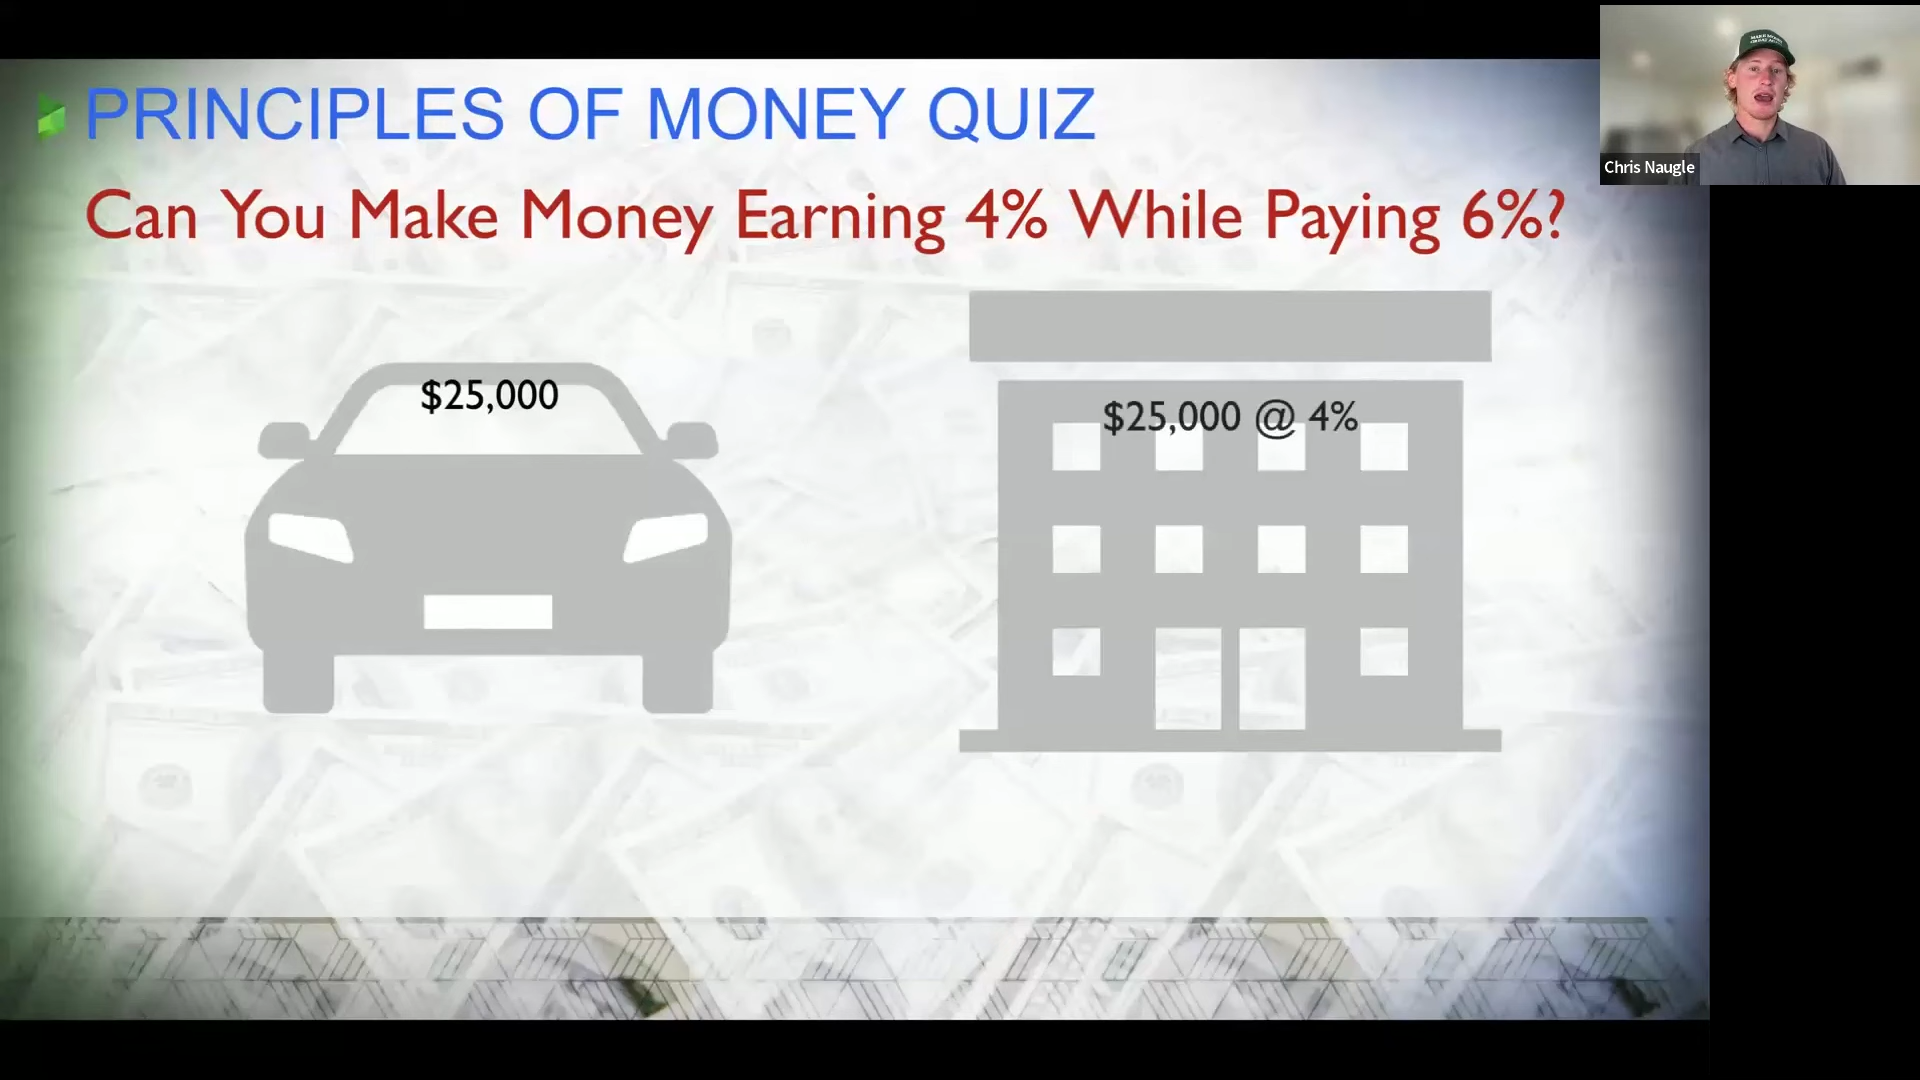 PRINCIPLES OF MONEY QUIZ
Can You Make Money Earning 4% While Paying 6%?
$25,000
$25,000 @ 4%
Chris Naugle